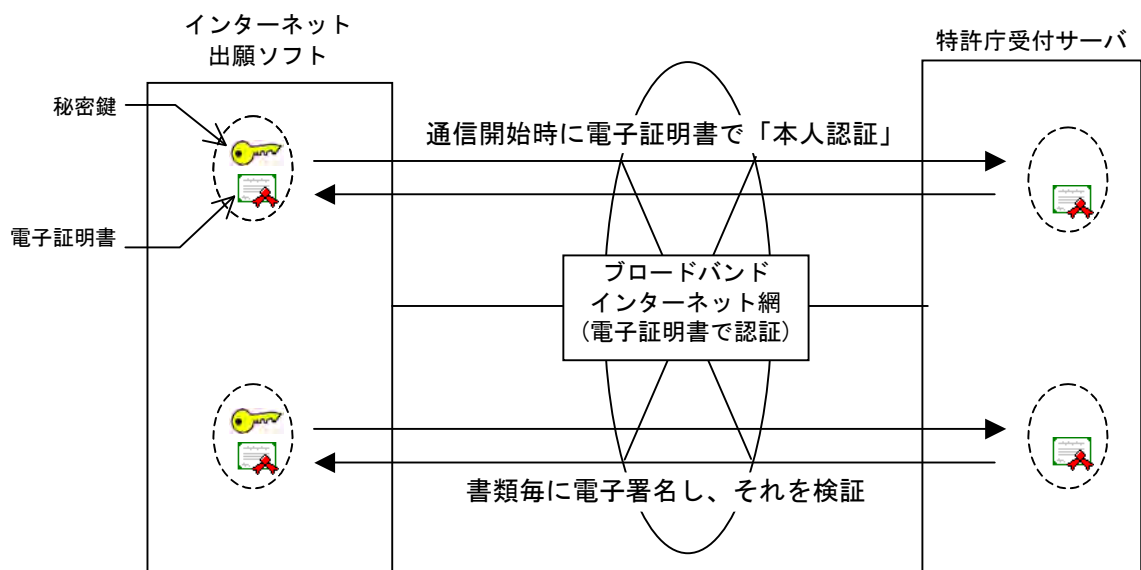 インターネット
出願ソフト
特許庁受付サーバ
秘密鍵
通信開始時に電子証明書で「本人認証」
電子証明書
ブロードバンド
インターネット網
(電子証明書で認証)
書類毎に電子署名し、それを検証